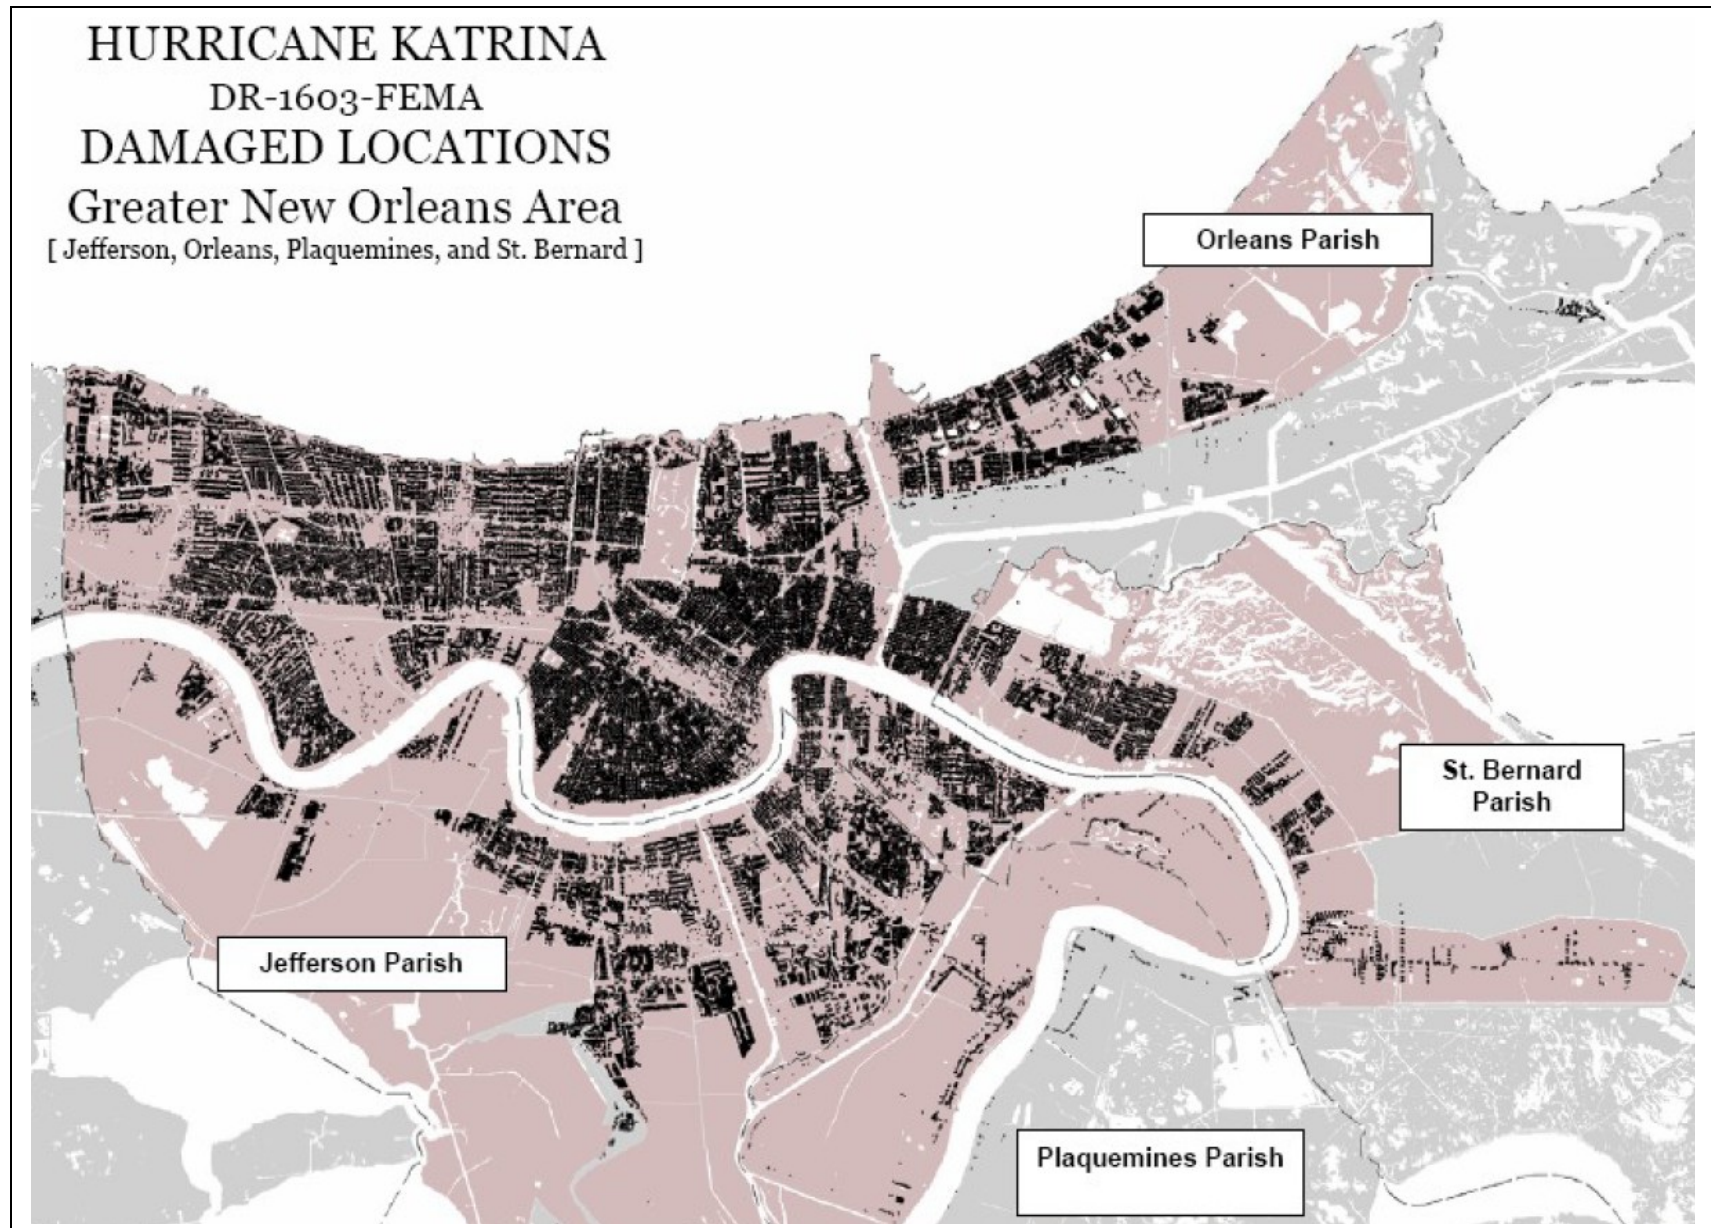 HURRICANE KATRINA
DR-1603-FEMA
DAMAGED LOCATIONS
Greater New Orleans Area
[ Jefferson, Orleans, Plaquemines, and St. Bernard ]
Orleans Parish
St. Bernard
Parish
Jefferson Parish
Plaquemines Parish